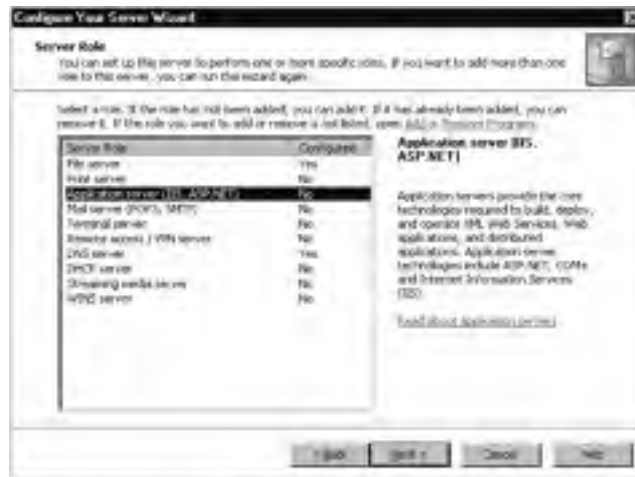 Configure Your Server Wizard
Server Role
You can set up this server to perform one or more specific roles. If you want to add more than one
role to this server, you can run this wizard again.
Select a role. If the role has not been added, you can add it. If it has already been added, you can
remove it. If the role you want to add or remove is not listed, open Add or Remove Programs.
Server Role Configured
File server Yes
Print server No
Application server (IIS, ASP.NET) No
Mail server (POP3, SMTP) No
Terminal server No
Remote access / VPN server No
DNS server Yes
DHCP server No
Streaming media server No
WINS server No
Application server (IIS,
ASP.NET)
Application servers provide the core
technologies required to build, deploy,
and operate XML Web Services, Web
applications, and distributed
applications. Application server
technologies include ASP.NET, COM+
and Internet Information Services
(IIS).
Read about application servers
< Back Next > Cancel Help